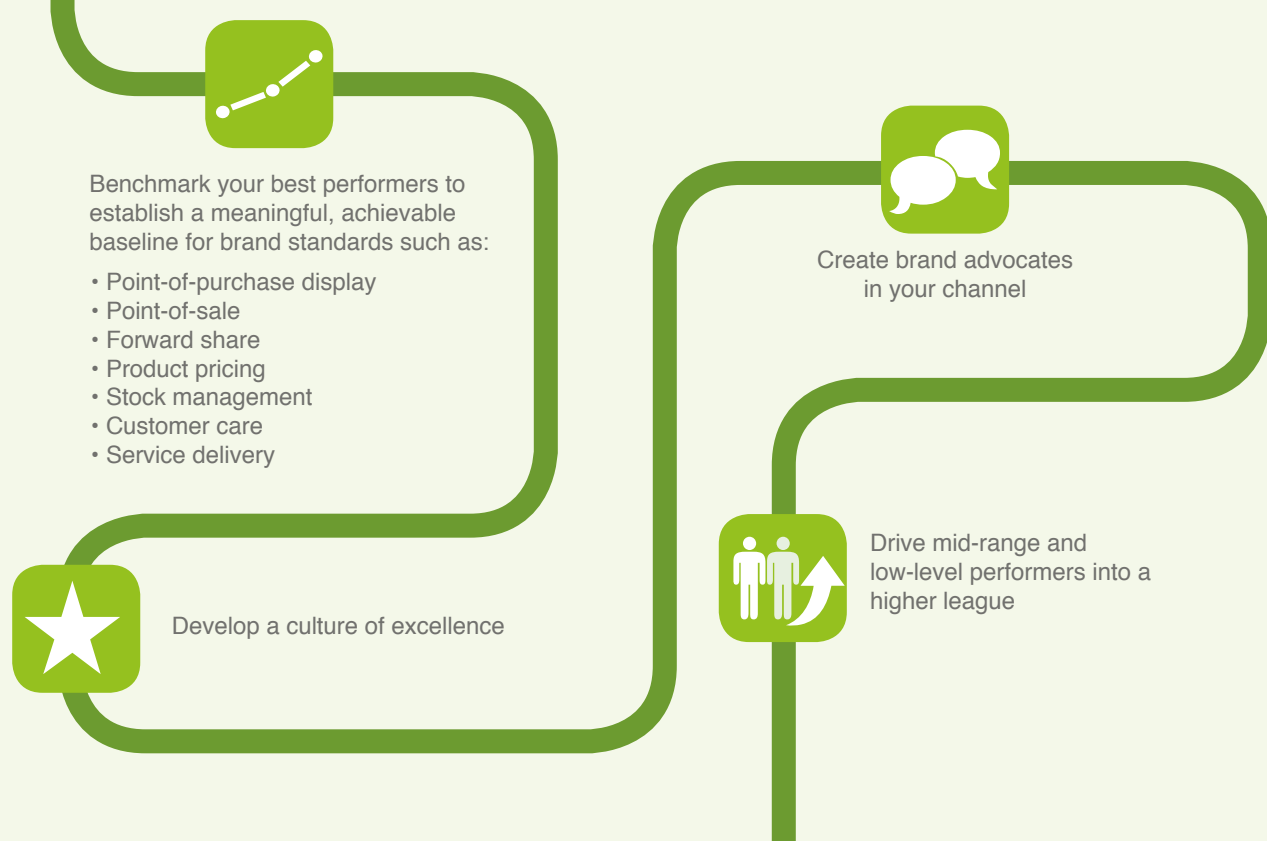 Benchmark your best performers to
establish a meaningful, achievable
baseline for brand standards such as:
• Point-of-purchase display
• Point-of-sale
• Forward share
• Product pricing
• Stock management
• Customer care
• Service delivery
Develop a culture of excellence
Create brand advocates
in your channel
Drive mid-range and
low-level performers into a
higher league